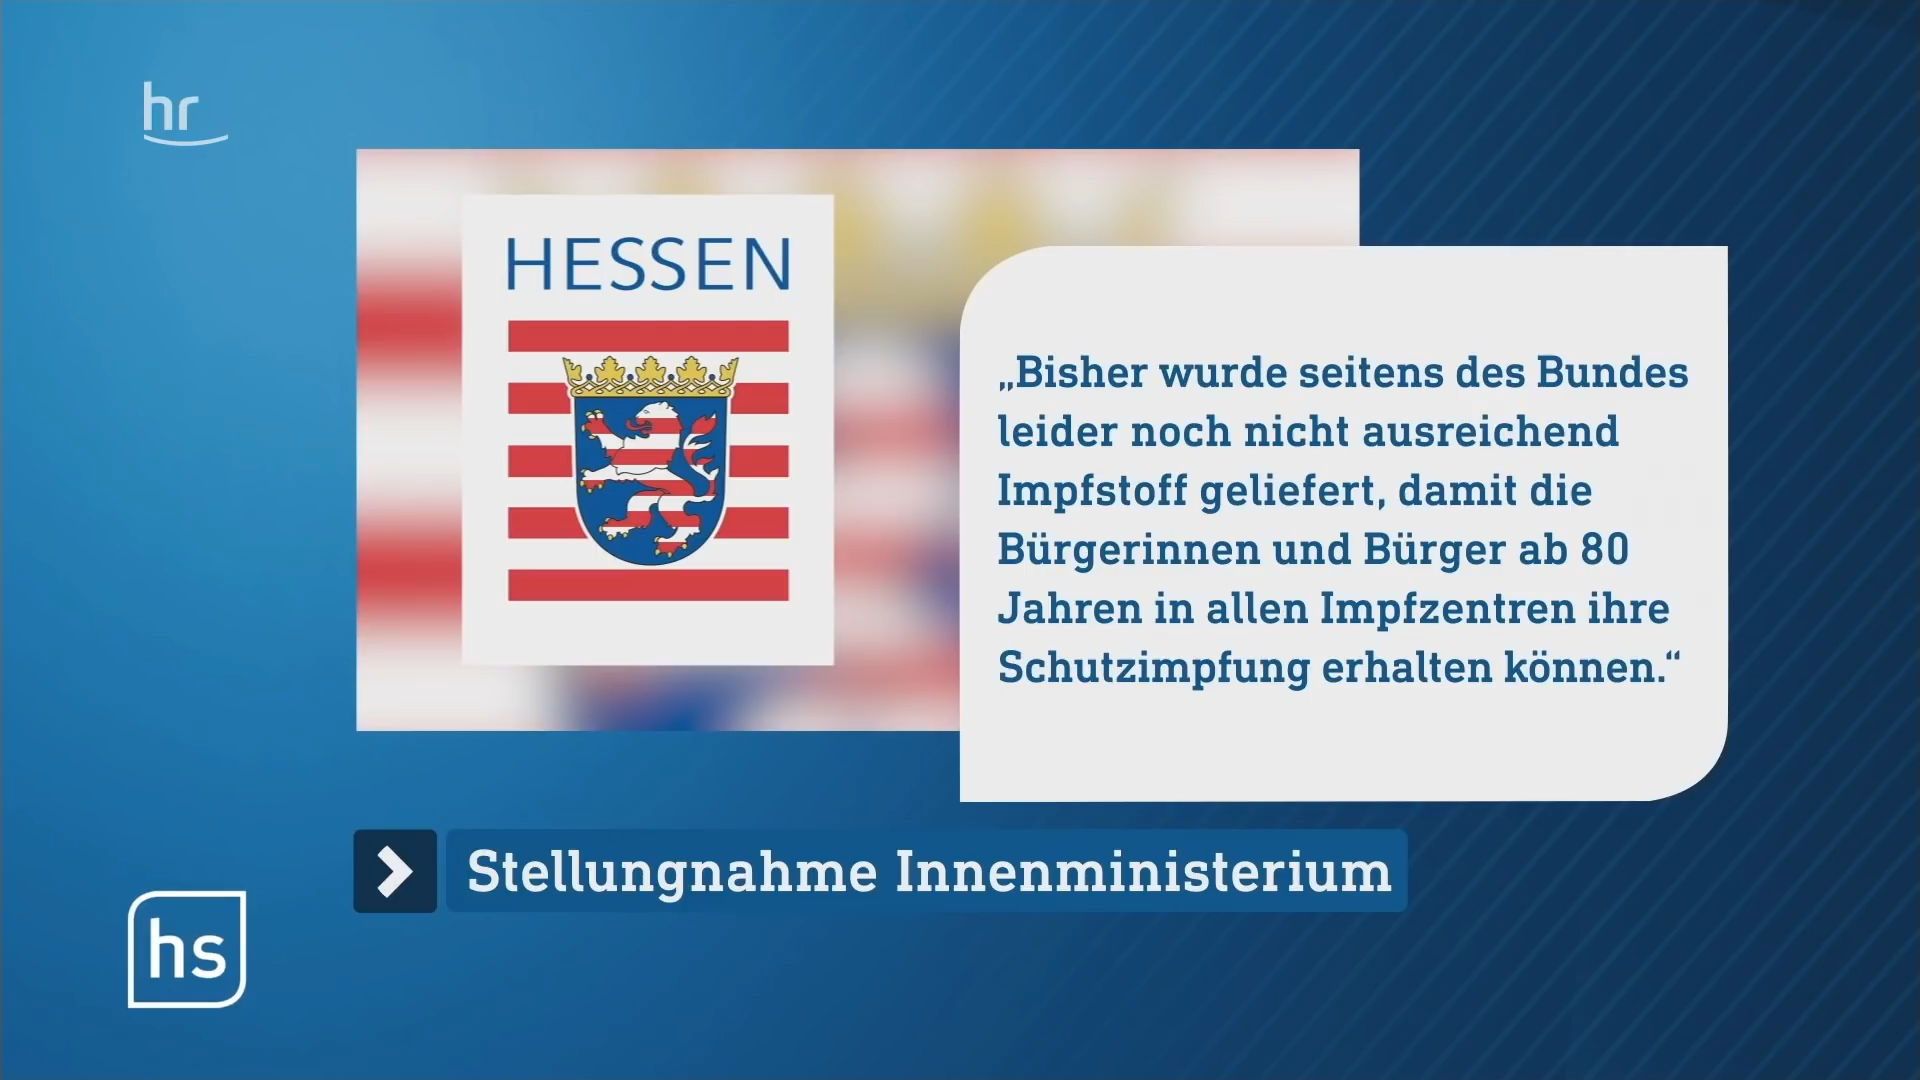 hr
HESSEN
„Bisher wurde seitens des Bundes
leider noch nicht ausreichend
Impfstoff geliefert, damit die
Bürgerinnen und Bürger ab 80
Jahren in allen Impfzentren ihre
Schutzimpfung erhalten können.“
Stellungnahme Innenministerium
hs